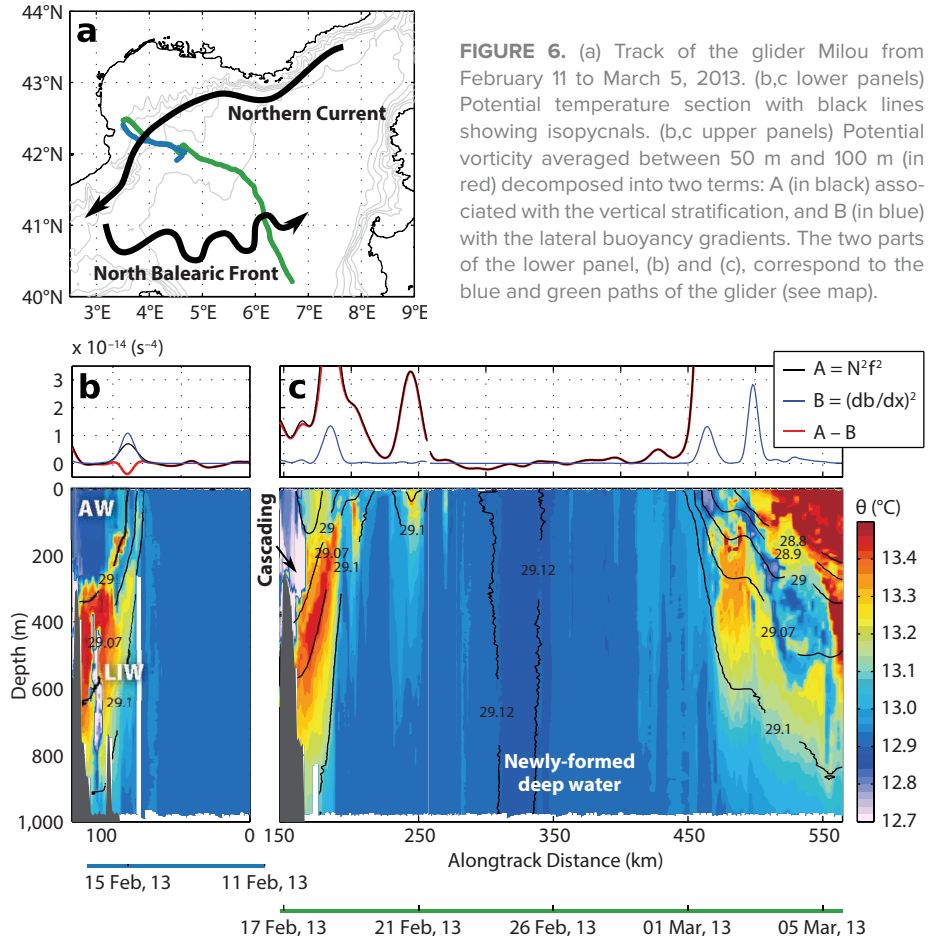 44°N
43°N
42°N
41°N
40°N
3°E 4°E 5°E 6°E 7°E 8°E 9°E
a
Northern Current
North Balearic Front
FIGURE 6. (a) Track of the glider Milou from
February 11 to March 5, 2013. (b,c lower panels)
Potential temperature section with black lines
showing isopycnals. (b,c upper panels) Potential
vorticity averaged between 50 m and 100 m (in
red) decomposed into two terms: A (in black) asso-
ciated with the vertical stratification, and B (in blue)
with the lateral buoyancy gradients. The two parts
of the lower panel, (b) and (c), correspond to the
blue and green paths of the glider (see map).
x 10⁻¹⁴ (s⁻⁴)
b
c
3
2
1
0
A = N²f²
B = (db/dx)²
A – B
Depth (m)
0
200
400
600
800
1,000
AW
29
29.07
LIW
29.1
100 0
Cascading
29
29.07
29.1
29.1
29.12
29.12
Newly-formed
deep water
28.8
28.9
29
29.07
29.1
150 200 250 300 350 400 450 500 550
Alongtrack Distance (km)
θ (°C)
13.4
13.3
13.2
13.1
13.0
12.9
12.8
12.7
15 Feb, 13 11 Feb, 13
17 Feb, 13 21 Feb, 13 26 Feb, 13 01 Mar, 13 05 Mar, 13